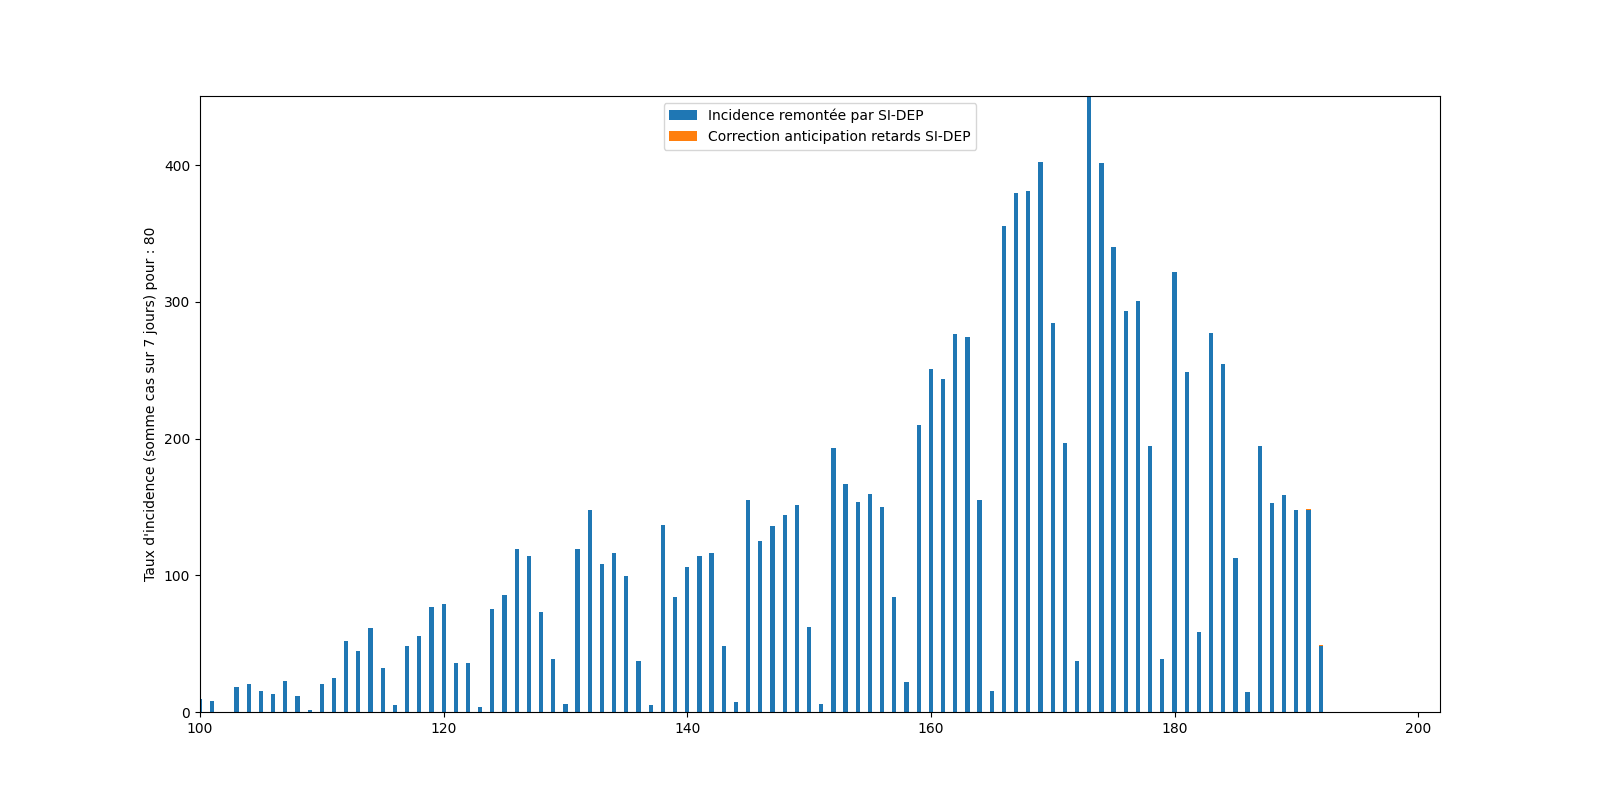 Incidence remontée par SI-DEP
Correction anticipation retards SI-DEP
Taux d'incidence (somme cas sur 7 jours) pour : 80
400
300
200
100
0
100 120 140 160 180 200